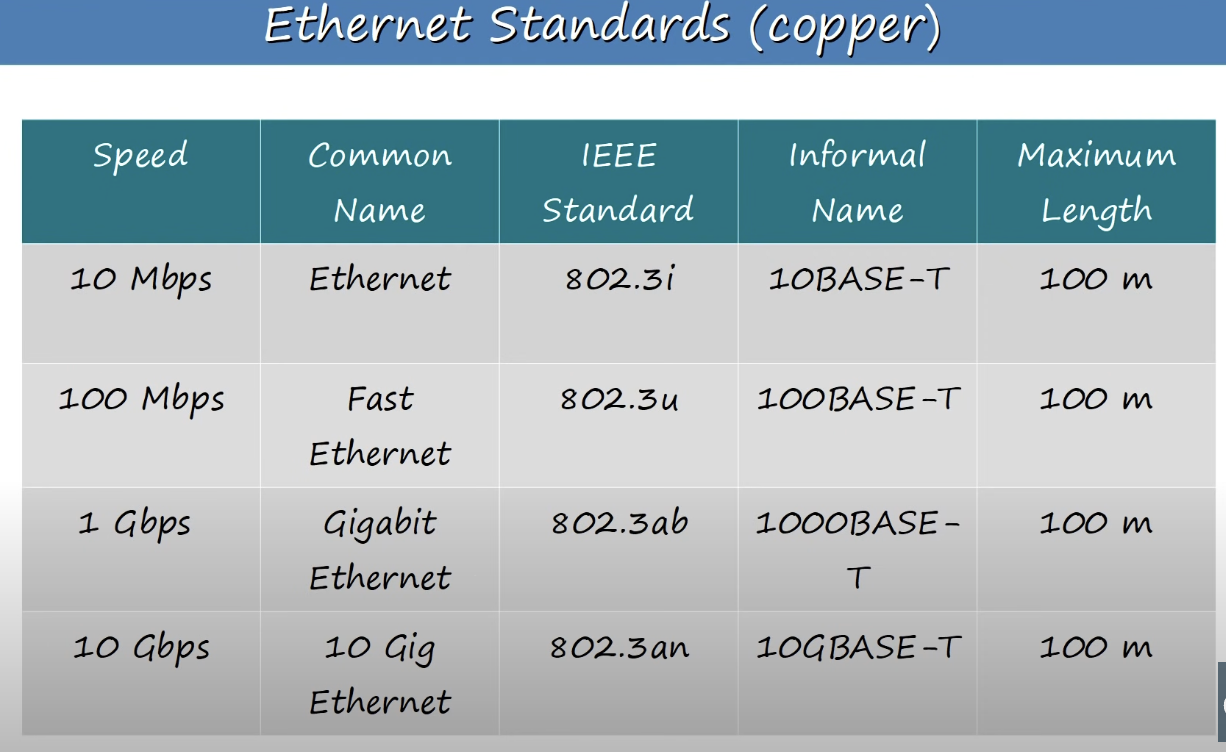 Ethernet Standards (copper)
Speed
Common
Name
IEEE
Standard
Informal
Name
Maximum
Length
10 Mbps
Ethernet
802.3i
10BASE-T
100 m
100 Mbps
Fast
Ethernet
802.3u
100BASE-T
100 m
1 Gbps
Gigabit
Ethernet
802.3ab
1000BASE-
T
100 m
10 Gbps
10 Gig
Ethernet
802.3an
10GBASE-T
100 m